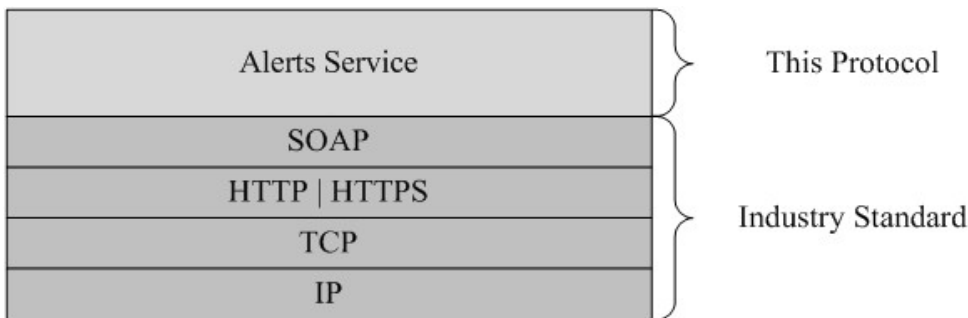 Alerts Service
This Protocol
SOAP
HTTP | HTTPS
TCP
IP
Industry Standard